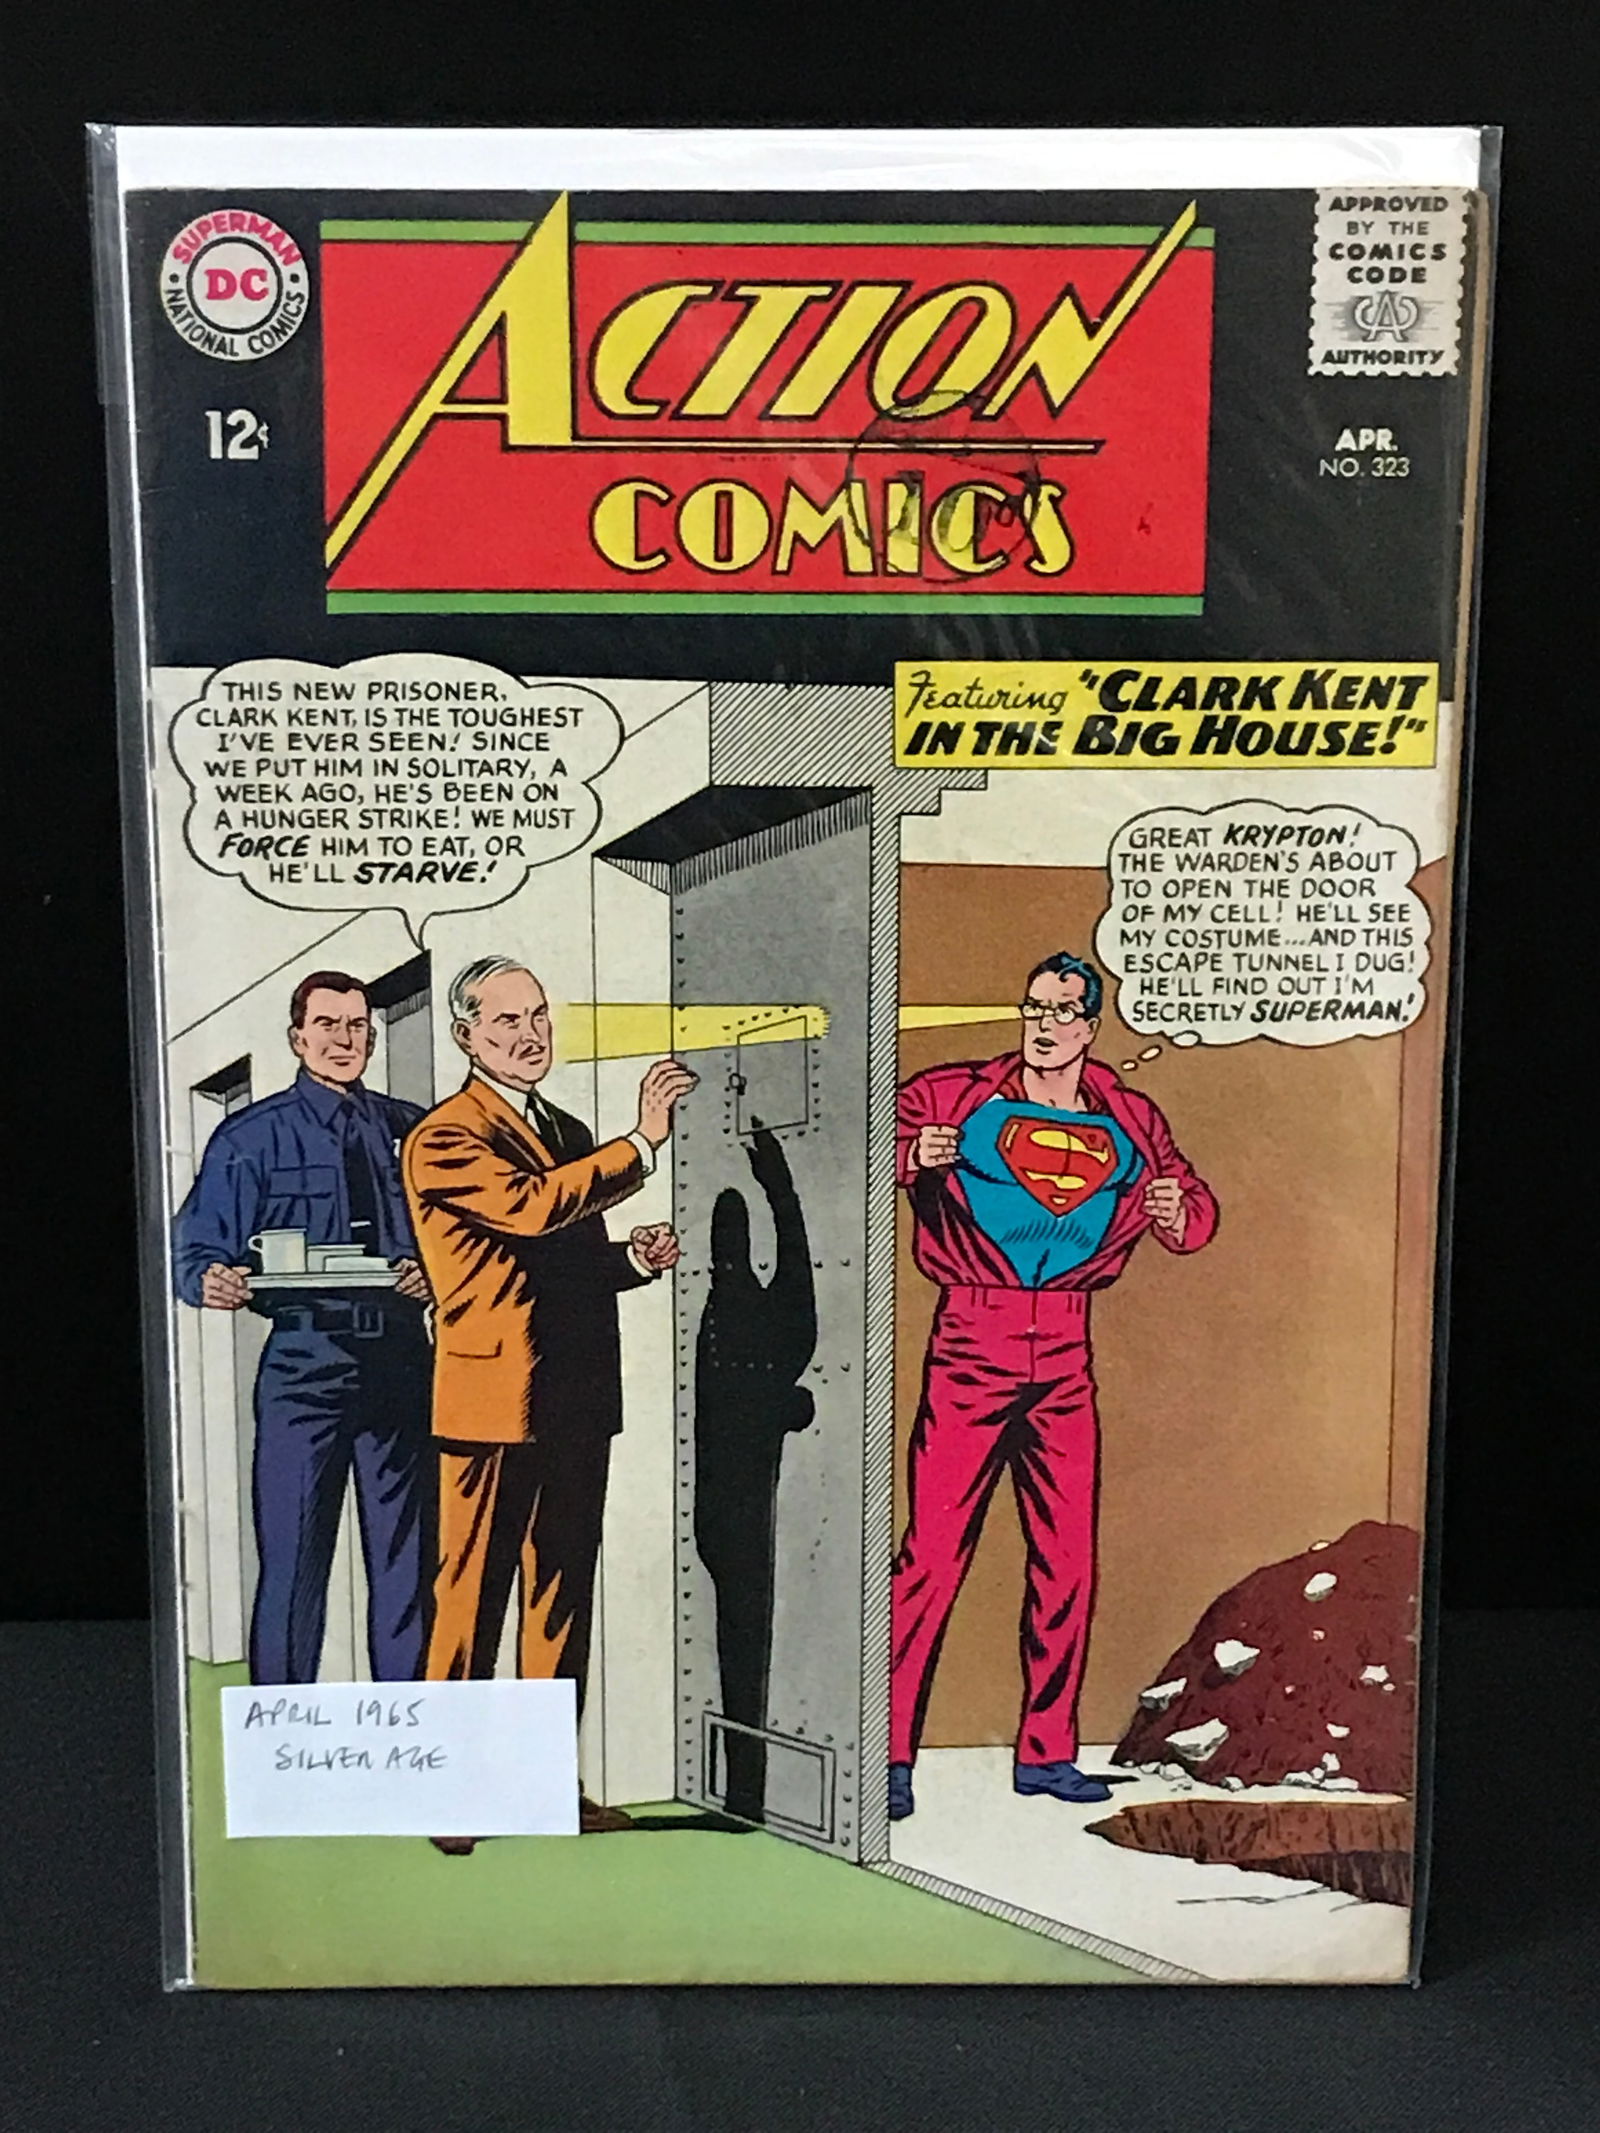 SUPERMAN
DC
NATIONAL COMICS
12¢
ACTION
COMICS
APPROVED
BY THE
COMICS
CODE
CA
AUTHORITY
APR.
NO. 323
Featuring "CLARK KENT
IN THE BIG HOUSE!"
THIS NEW PRISONER,
CLARK KENT, IS THE TOUGHEST
I'VE EVER SEEN! SINCE
WE PUT HIM IN SOLITARY, A
WEEK AGO, HE'S BEEN ON
A HUNGER STRIKE! WE MUST
FORCE HIM TO EAT, OR
HE'LL STARVE!
GREAT KRYPTON!
THE WARDEN'S ABOUT
TO OPEN THE DOOR
OF MY CELL! HE'LL SEE
MY COSTUME...AND THIS
ESCAPE TUNNEL I DUG!
HE'LL FIND OUT I'M
SECRETLY SUPERMAN!
S
APRIL 1965
SILVER AGE